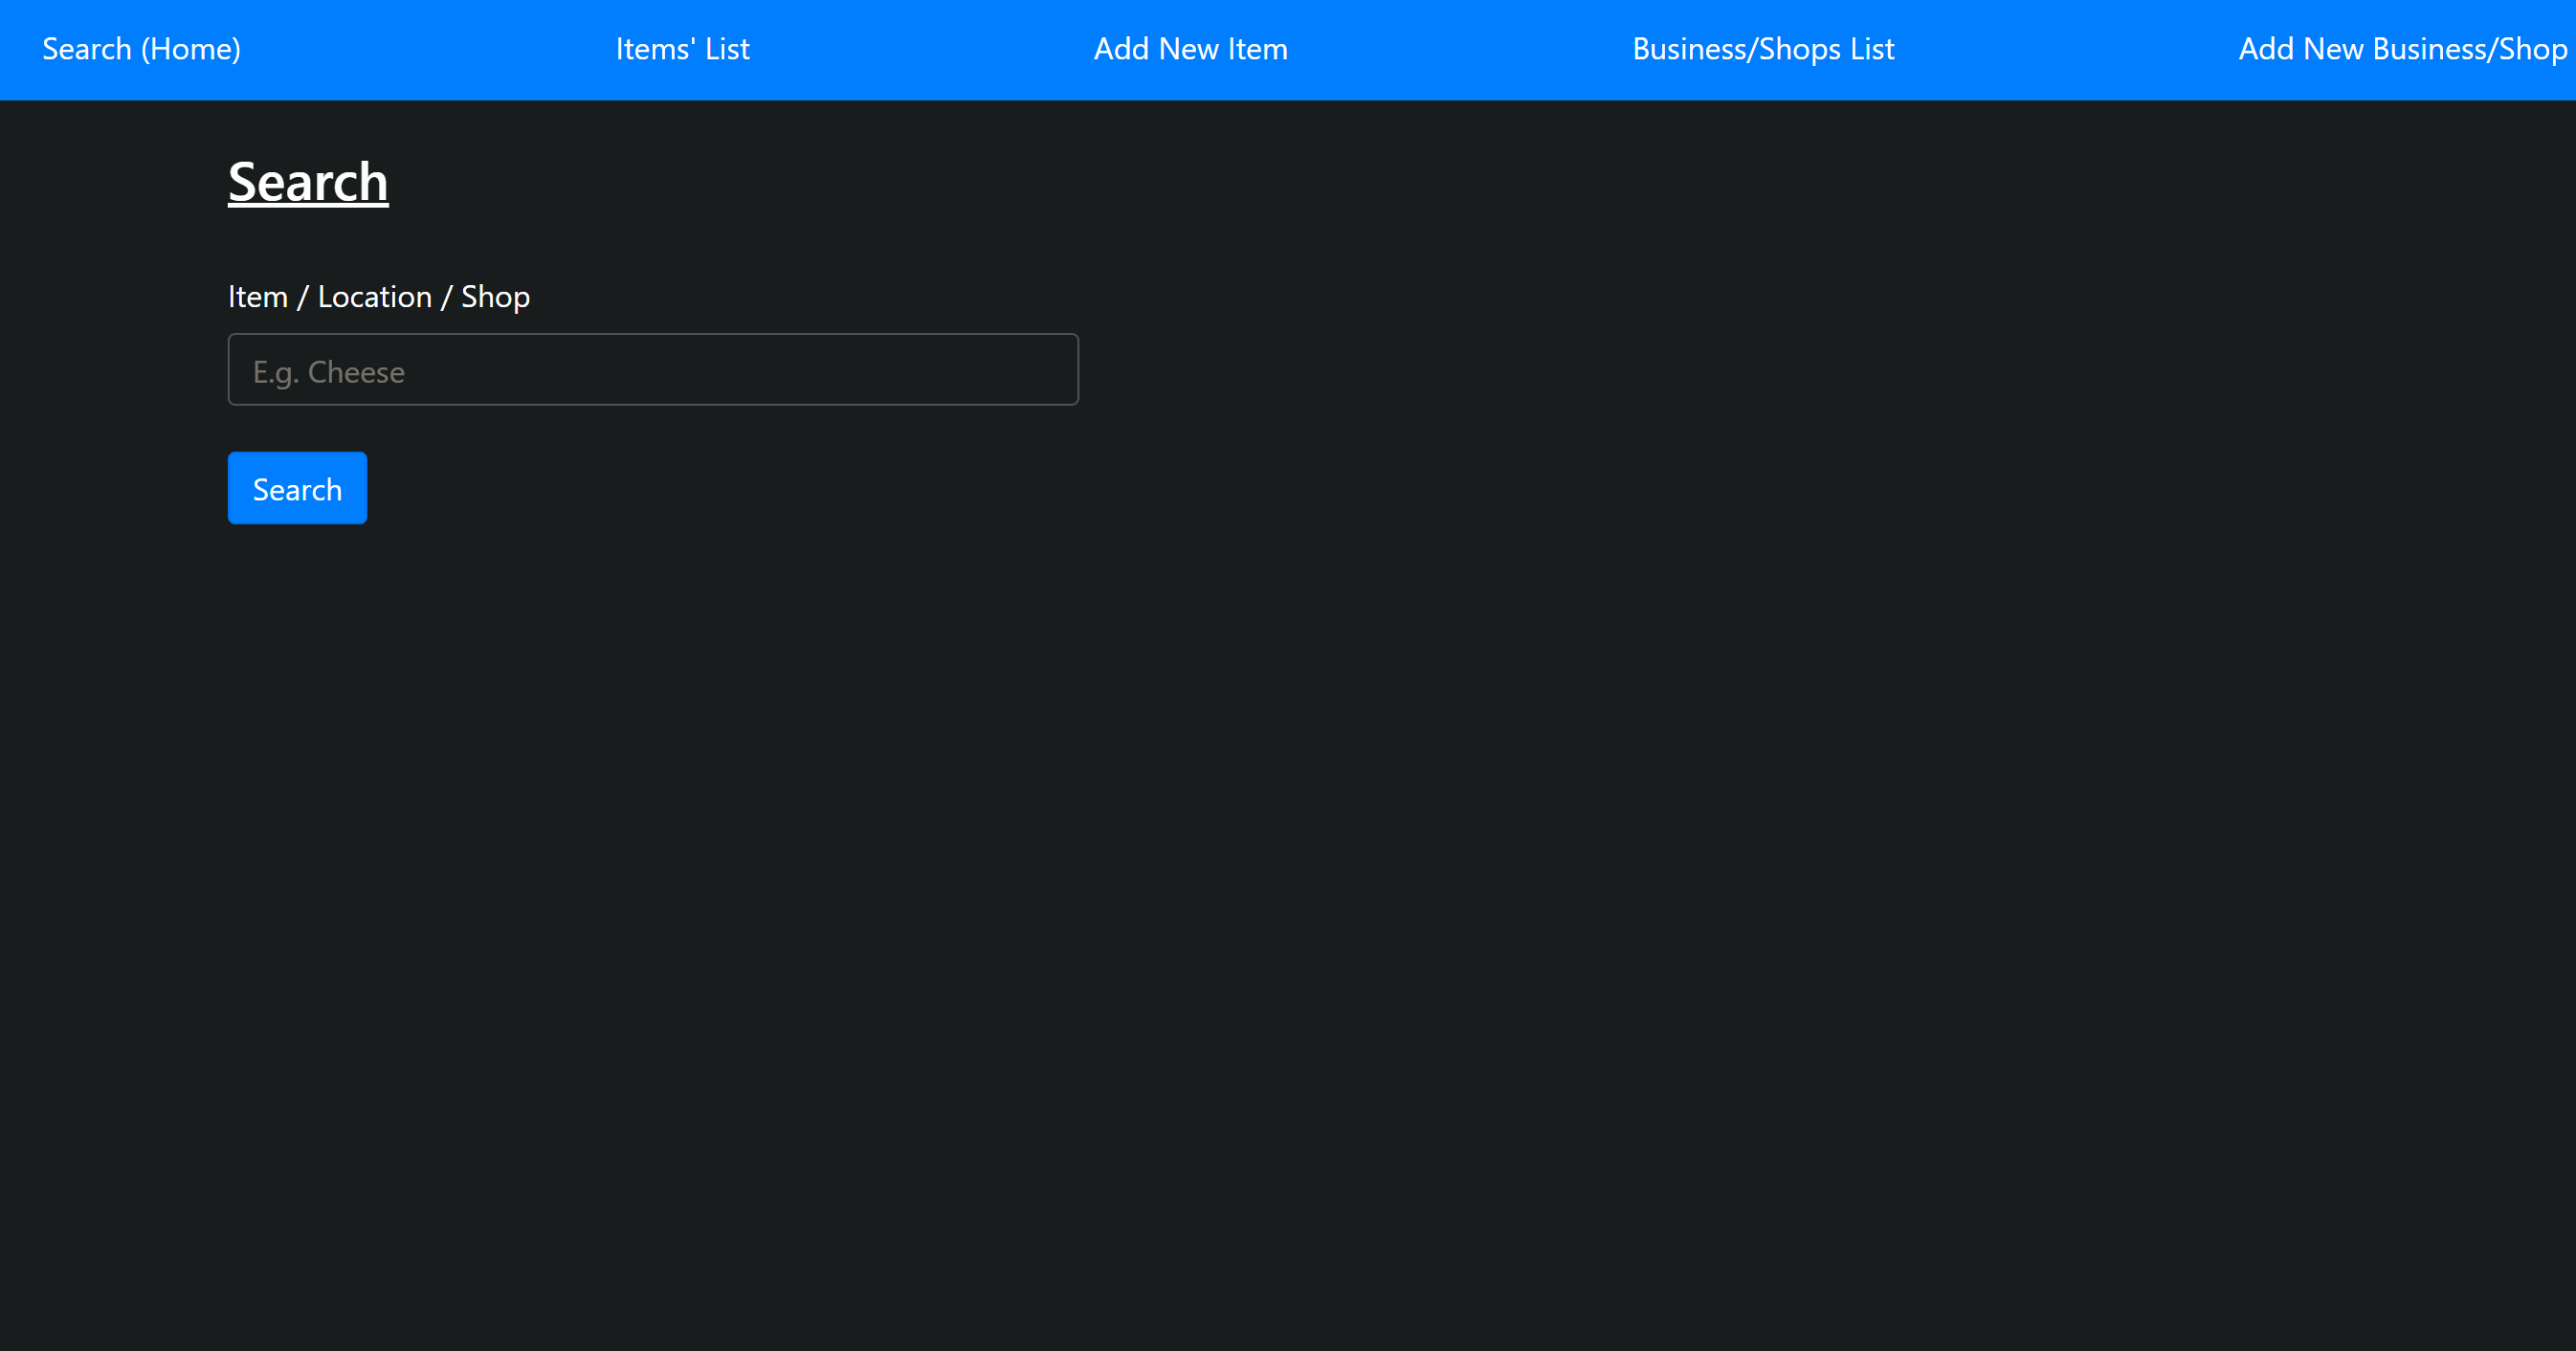 Search (Home) Items' List Add New Item Business/Shops List Add New Business/Shop
Search
Item / Location / Shop
E.g. Cheese
Search